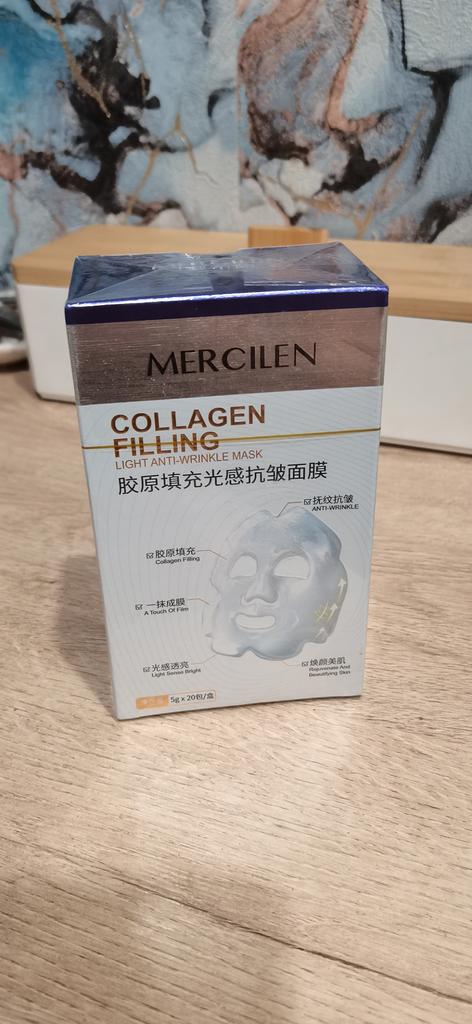 MERCILEN
COLLAGEN
FILLING
LIGHT ANTI-WRINKLE MASK
胶原填充光感抗皱面膜
抚纹抗皱
ANTI-WRINKLE
胶原填充
Collagen Filling
一抹成膜
A Touch Of Film
光感透亮
Light Sense Bright
焕颜美肌
Rejuvenate And
Beautifying Skin
5g x 20包/盒